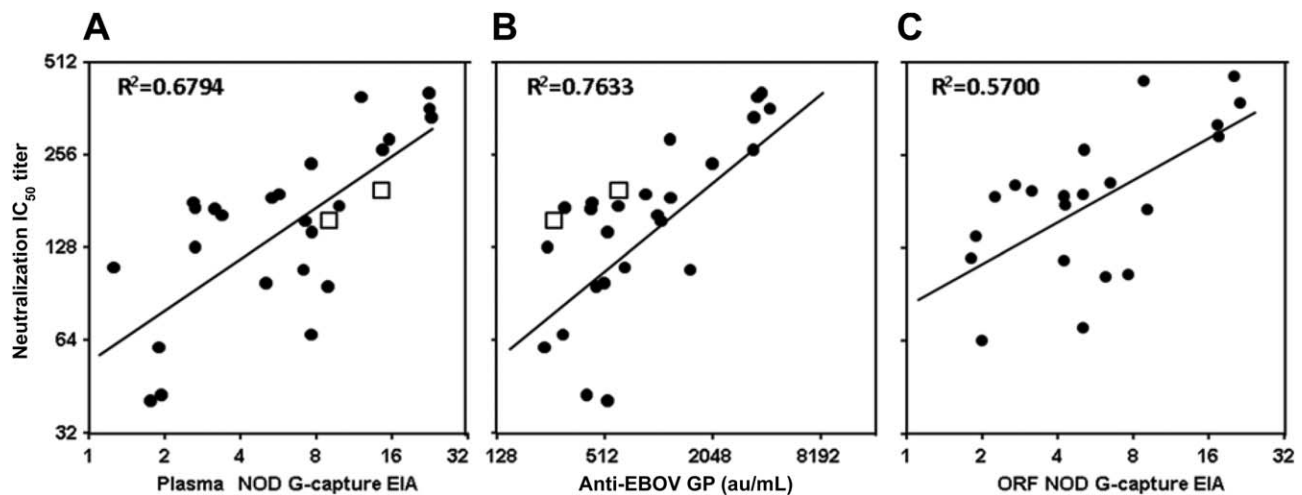 A
B
C
R²=0.6794
R²=0.7633
R²=0.5700
Neutralization IC₅₀ titer
512
256
128
64
32
1 2 4 8 16 32
128 512 2048 8192
1 2 4 8 16 32
Plasma NOD G-capture EIA
Anti-EBOV GP (au/mL)
ORF NOD G-capture EIA